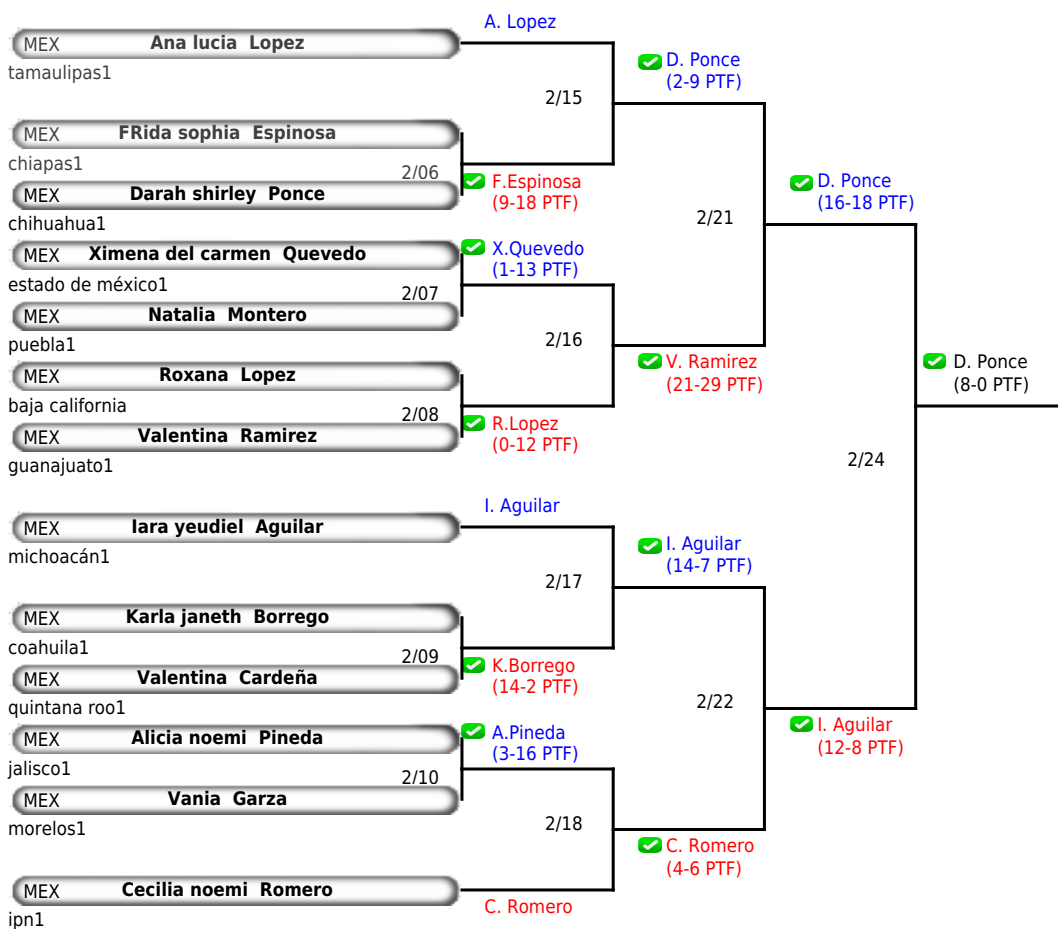 A. Lopez
MEX Ana lucia Lopez
tamaulipas1
D. Ponce
(2-9 PTF)
2/15
MEX FRida sophia Espinosa
chiapas1
2/06
F.Espinosa
(9-18 PTF)
MEX Darah shirley Ponce
chihuahua1
D. Ponce
(16-18 PTF)
2/21
MEX Ximena del carmen Quevedo
estado de méxico1
X.Quevedo
(1-13 PTF)
2/07
MEX Natalia Montero
puebla1
2/16
V. Ramirez
(21-29 PTF)
D. Ponce
(8-0 PTF)
MEX Roxana Lopez
baja california
2/08
R.Lopez
(0-12 PTF)
MEX Valentina Ramirez
guanajuato1
2/24
I. Aguilar
MEX Iara yeudiel Aguilar
michoacán1
I. Aguilar
(14-7 PTF)
2/17
MEX Karla janeth Borrego
coahuila1
2/09
K.Borrego
(14-2 PTF)
MEX Valentina Cardeña
quintana roo1
2/22
I. Aguilar
(12-8 PTF)
MEX Alicia noemi Pineda
jalisco1
A.Pineda
(3-16 PTF)
2/10
MEX Vania Garza
morelos1
2/18
C. Romero
(4-6 PTF)
MEX Cecilia noemi Romero
ipn1
C. Romero